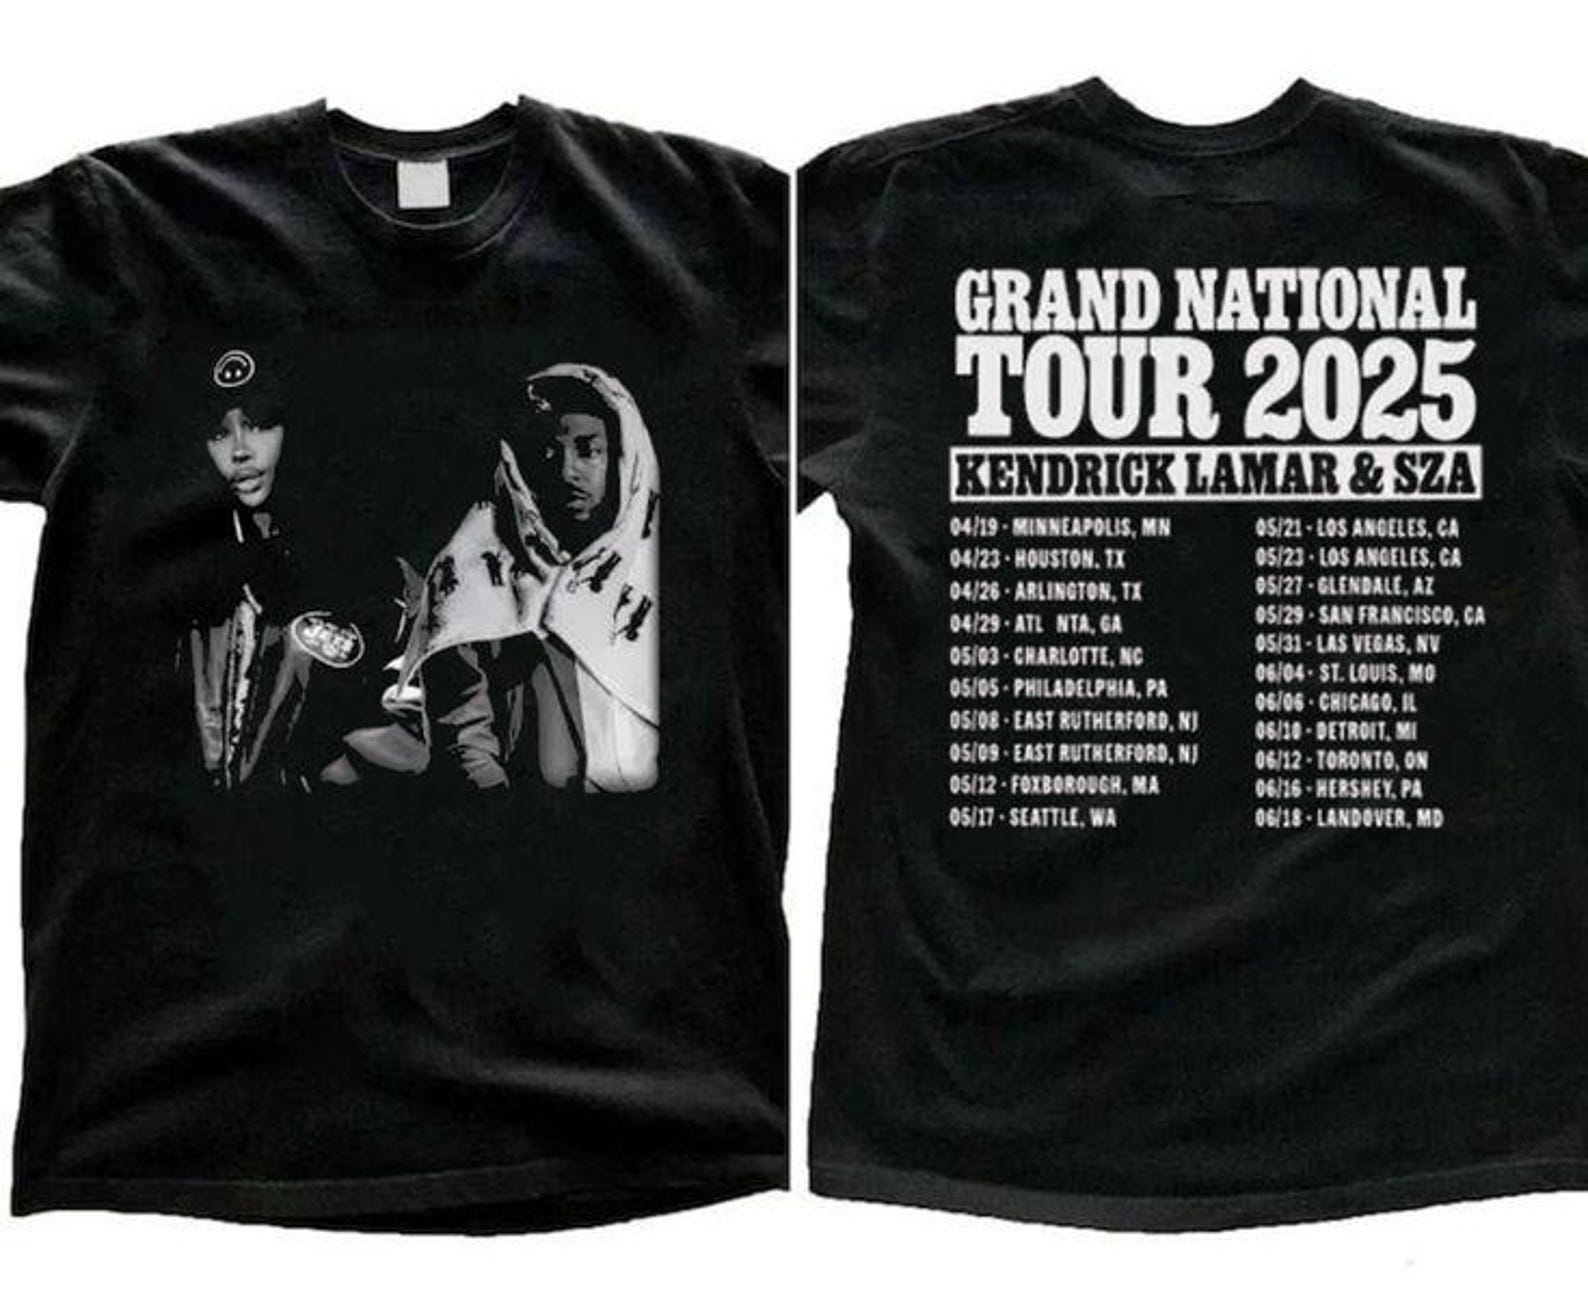 JETS
GRAND NATIONAL
TOUR 2025
KENDRICK LAMAR & SZA
04/19 · MINNEAPOLIS, MN
04/23 · HOUSTON, TX
04/26 · ARLINGTON, TX
04/29 · ATL NTA, GA
05/03 · CHARLOTTE, NC
05/05 · PHILADELPHIA, PA
05/08 · EAST RUTHERFORD, NJ
05/09 · EAST RUTHERFORD, NJ
05/12 · FOXBOROUGH, MA
05/17 · SEATTLE, WA
05/21 · LOS ANGELES, CA
05/23 · LOS ANGELES, CA
05/27 · GLENDALE, AZ
05/29 · SAN FRANCISCO, CA
05/31 · LAS VEGAS, NV
06/04 · ST. LOUIS, MO
06/06 · CHICAGO, IL
06/10 · DETROIT, MI
06/12 · TORONTO, ON
06/16 · HERSHEY, PA
06/18 · LANDOVER, MD